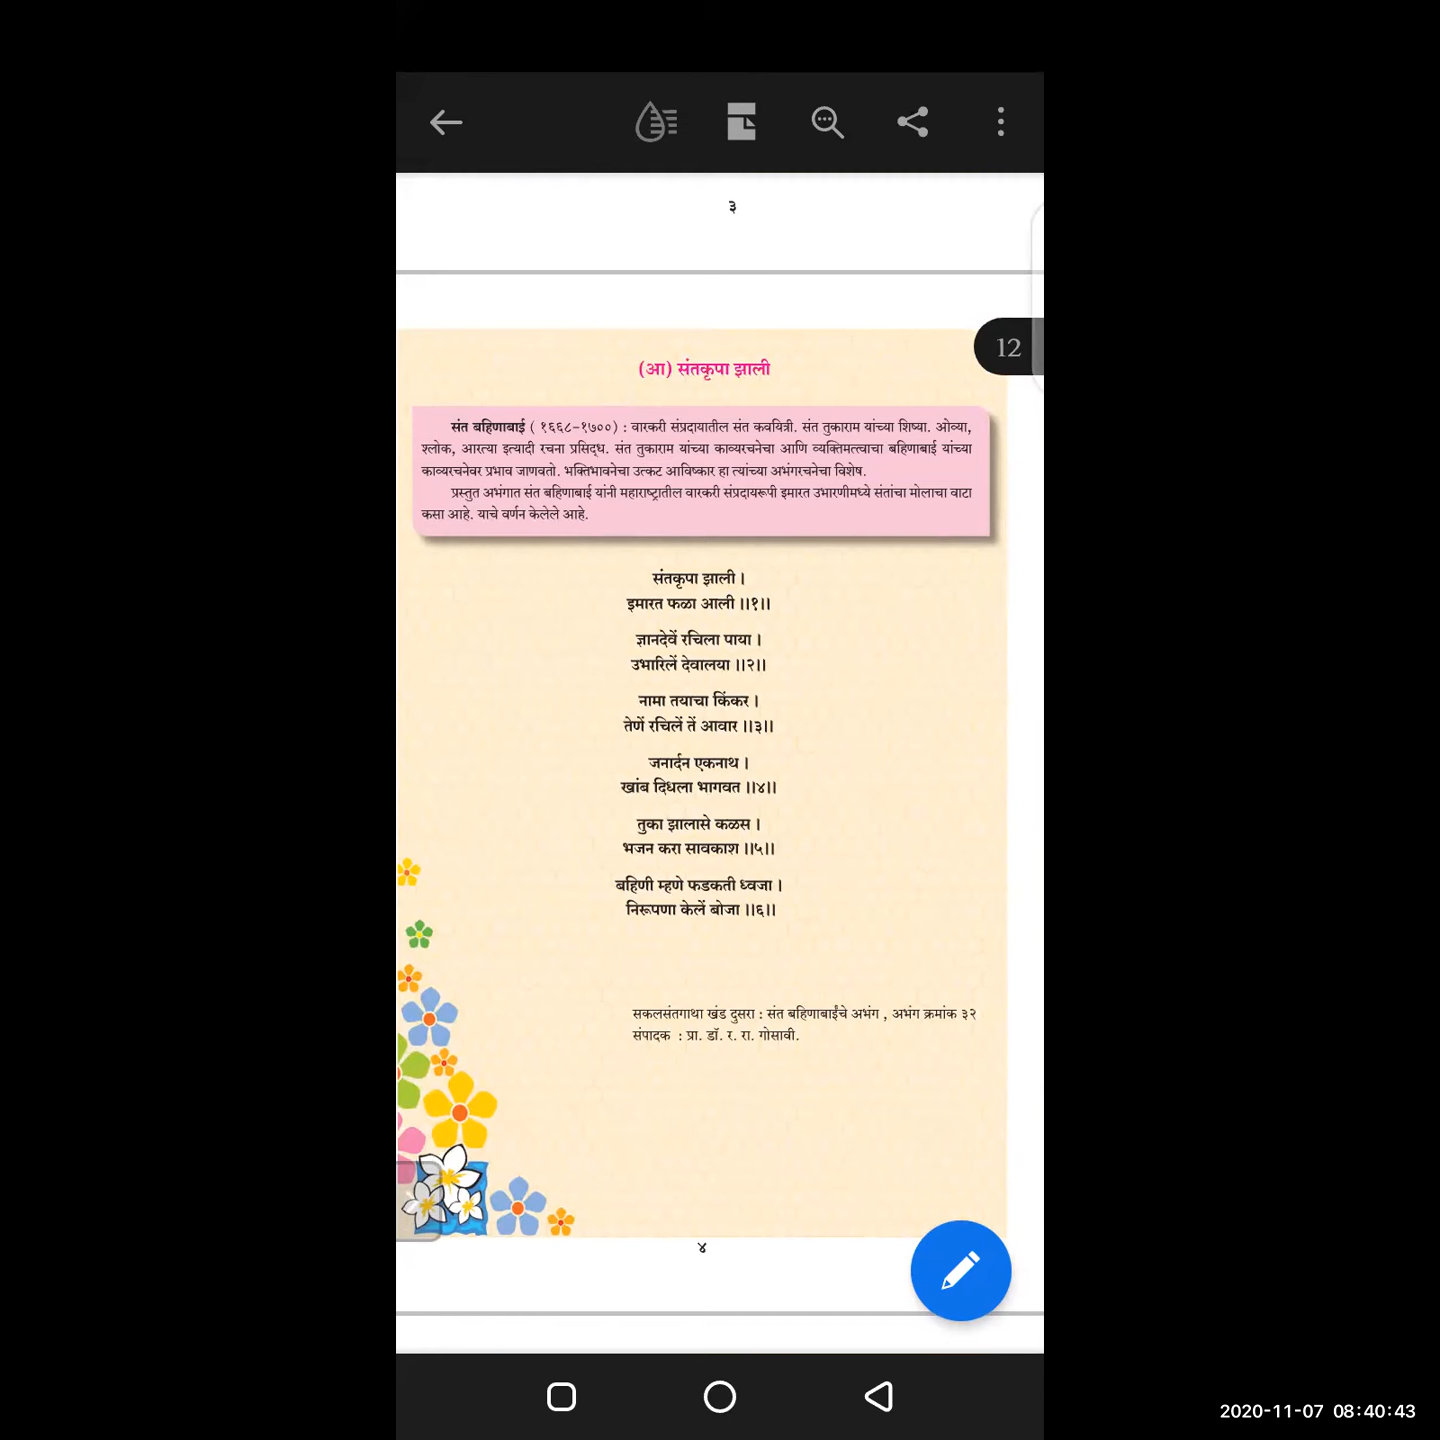 ३
12
(आ) संतकृपा झाली
संत बहिणाबाई ( १६६८-१७००) : वारकरी संप्रदायातील संत कवयित्री. संत तुकाराम यांच्या शिष्या. ओव्या,
श्लोक, आरत्या इत्यादी रचना प्रसिद्ध. संत तुकाराम यांच्या काव्यरचनेचा आणि व्यक्तिमत्त्वाचा बहिणाबाई यांच्या
काव्यरचनेवर प्रभाव जाणवतो. भक्तिभावनेचा उत्कट आविष्कार हा त्यांच्या अभंगरचनेचा विशेष.
प्रस्तुत अभंगात संत बहिणाबाई यांनी महाराष्ट्रातील वारकरी संप्रदायरूपी इमारत उभारणीमध्ये संतांचा मोलाचा वाटा
कसा आहे. याचे वर्णन केलेले आहे.
संतकृपा झाली ।
इमारत फळा आली ।।१।।
ज्ञानदेवें रचिला पाया ।
उभारिलें देवालया ।।२।।
नामा तयाचा किंकर ।
तेणें रचिलें तें आवार ।।३।।
जनार्दन एकनाथ ।
खांब दिधला भागवत ।।४।।
तुका झालासे कळस ।
भजन करा सावकाश ।।५।।
बहिणी म्हणे फडकती ध्वजा ।
निरूपणा केलें बोजा ।।६।।
सकलसंतगाथा खंड दुसरा : संत बहिणाबाईंचे अभंग , अभंग क्रमांक ३२
संपादक : प्रा. डॉ. र. रा. गोसावी.
४
2020-11-07 08:40:43